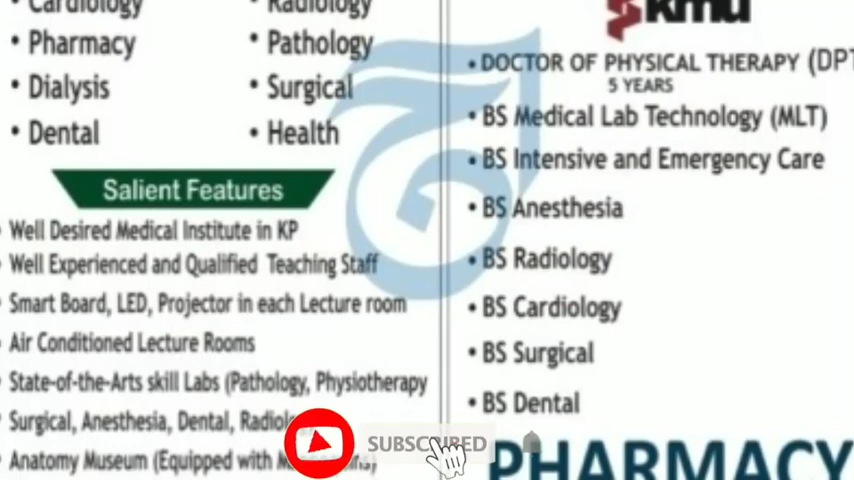 • Cardiology
• Radiology
• Pharmacy
• Pathology
• Dialysis
• Surgical
• Dental
• Health
Salient Features
• Well Desired Medical Institute in KP
• Well Experienced and Qualified Teaching Staff
• Smart Board, LED, Projector in each Lecture room
• Air Conditioned Lecture Rooms
• State-of-the-Arts skill Labs (Pathology, Physiotherapy
• Surgical, Anesthesia, Dental, Radiolo
• Anatomy Museum (Equipped with
SUBSCRIBED
kmu
• DOCTOR OF PHYSICAL THERAPY (DPT
5 YEARS
• BS Medical Lab Technology (MLT)
• BS Intensive and Emergency Care
• BS Anesthesia
• BS Radiology
• BS Cardiology
• BS Surgical
• BS Dental
PHARMACY